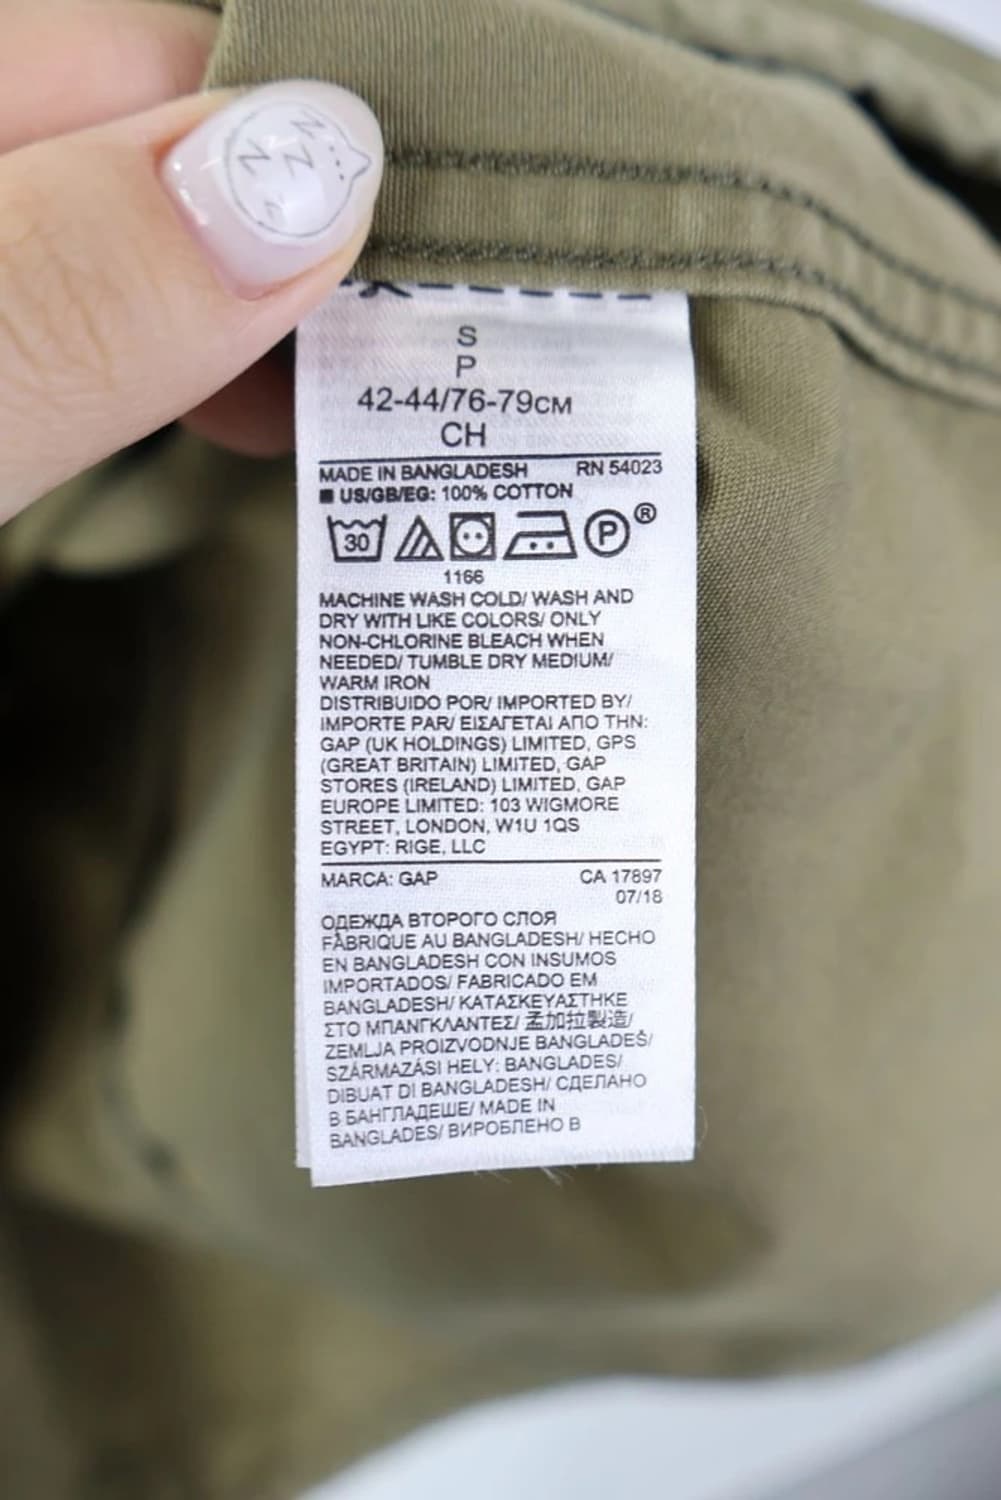 Z Z Z
Z z
S
P
42-44/76-79CM
CH
MADE IN BANGLADESH RN 54023
US/GB/EG: 100% COTTON
30 P ®
1166
MACHINE WASH COLD/ WASH AND
DRY WITH LIKE COLORS/ ONLY
NON-CHLORINE BLEACH WHEN
NEEDED/ TUMBLE DRY MEDIUM/
WARM IRON
DISTRIBUIDO POR/ IMPORTED BY/
IMPORTE PAR/ ΕΙΣΑΓΕΤΑΙ ΑΠΟ ΤΗΝ:
GAP (UK HOLDINGS) LIMITED, GPS
(GREAT BRITAIN) LIMITED, GAP
STORES (IRELAND) LIMITED, GAP
EUROPE LIMITED: 103 WIGMORE
STREET, LONDON, W1U 1QS
EGYPT: RIGE, LLC
MARCA: GAP CA 17897
07/18
ОДЕЖДА ВТОРОГО СЛОЯ
FABRIQUE AU BANGLADESH/ HECHO
EN BANGLADESH CON INSUMOS
IMPORTADOS/ FABRICADO EM
BANGLADESH/ ΚΑΤΑΣΚΕΥΑΣΤΗΚΕ
ΣΤΟ ΜΠΑΝΓΚΛΑΝΤΕΣ/ 孟加拉製造/
ZEMLJA PROIZVODNJE BANGLADEŠ/
SZÁRMAZÁSI HELY: BANGLADES/
DIBUAT DI BANGLADESH/ СДЕЛАНО
В БАНГЛАДЕШЕ/ MADE IN
BANGLADES/ ВИРОБЛЕНО В